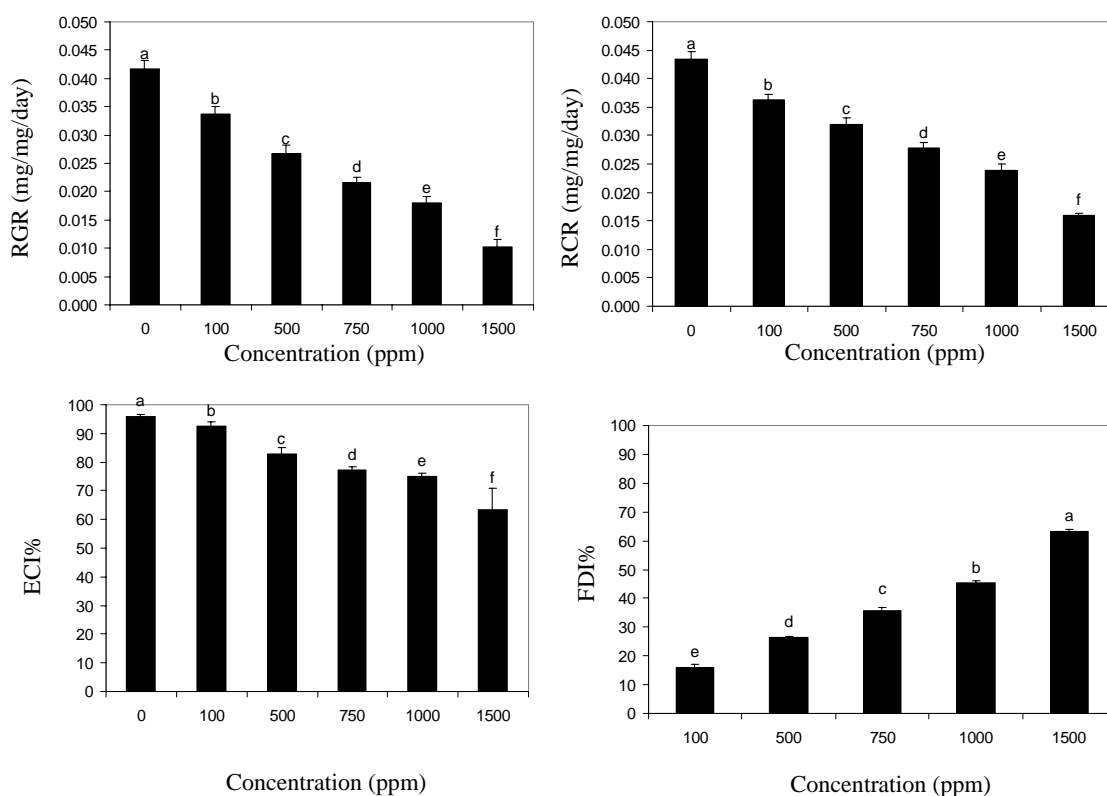 0.050
0.045
0.040
0.035
0.030
0.025
0.020
0.015
0.010
0.005
0.000
RGR (mg/mg/day)
a
b
c
d
e
f
0 100 500 750 1000 1500
Concentration (ppm)
0.050
0.045
0.040
0.035
0.030
0.025
0.020
0.015
0.010
0.005
0.000
RCR (mg/mg/day)
a
b
c
d
e
f
0 100 500 750 1000 1500
Concentration (ppm)
100
90
80
70
60
50
40
30
20
10
0
ECI%
a
b
c
d
e
f
0 100 500 750 1000 1500
Concentration (ppm)
100
90
80
70
60
50
40
30
20
10
0
FDI%
e
d
c
b
a
100 500 750 1000 1500
Concentration (ppm)